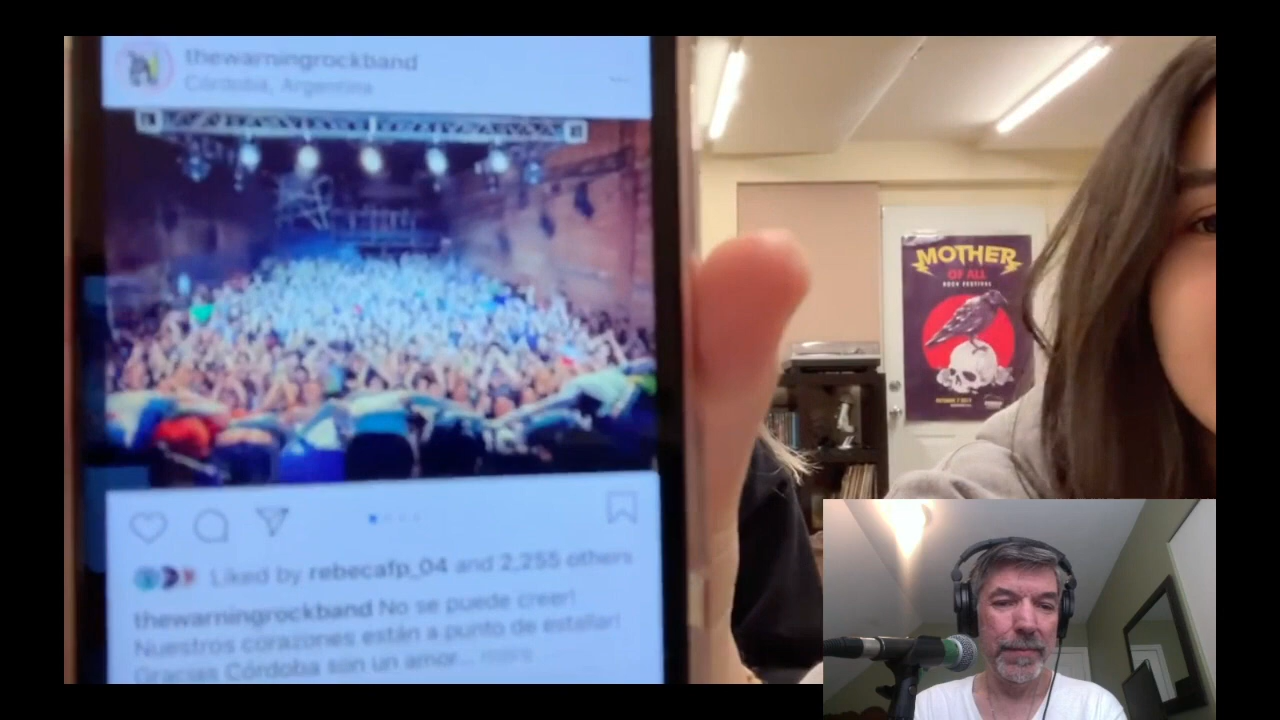 thewarningrockband
Córdoba, Argentina
MOTHER
OF ALL
ROCK FESTIVAL
Liked by rebecafp_04 and 2,255 others
thewarningrockband No se puede creer!
Nuestros corazones están a punto de estallar!
Gracias Córdoba son un amor... more